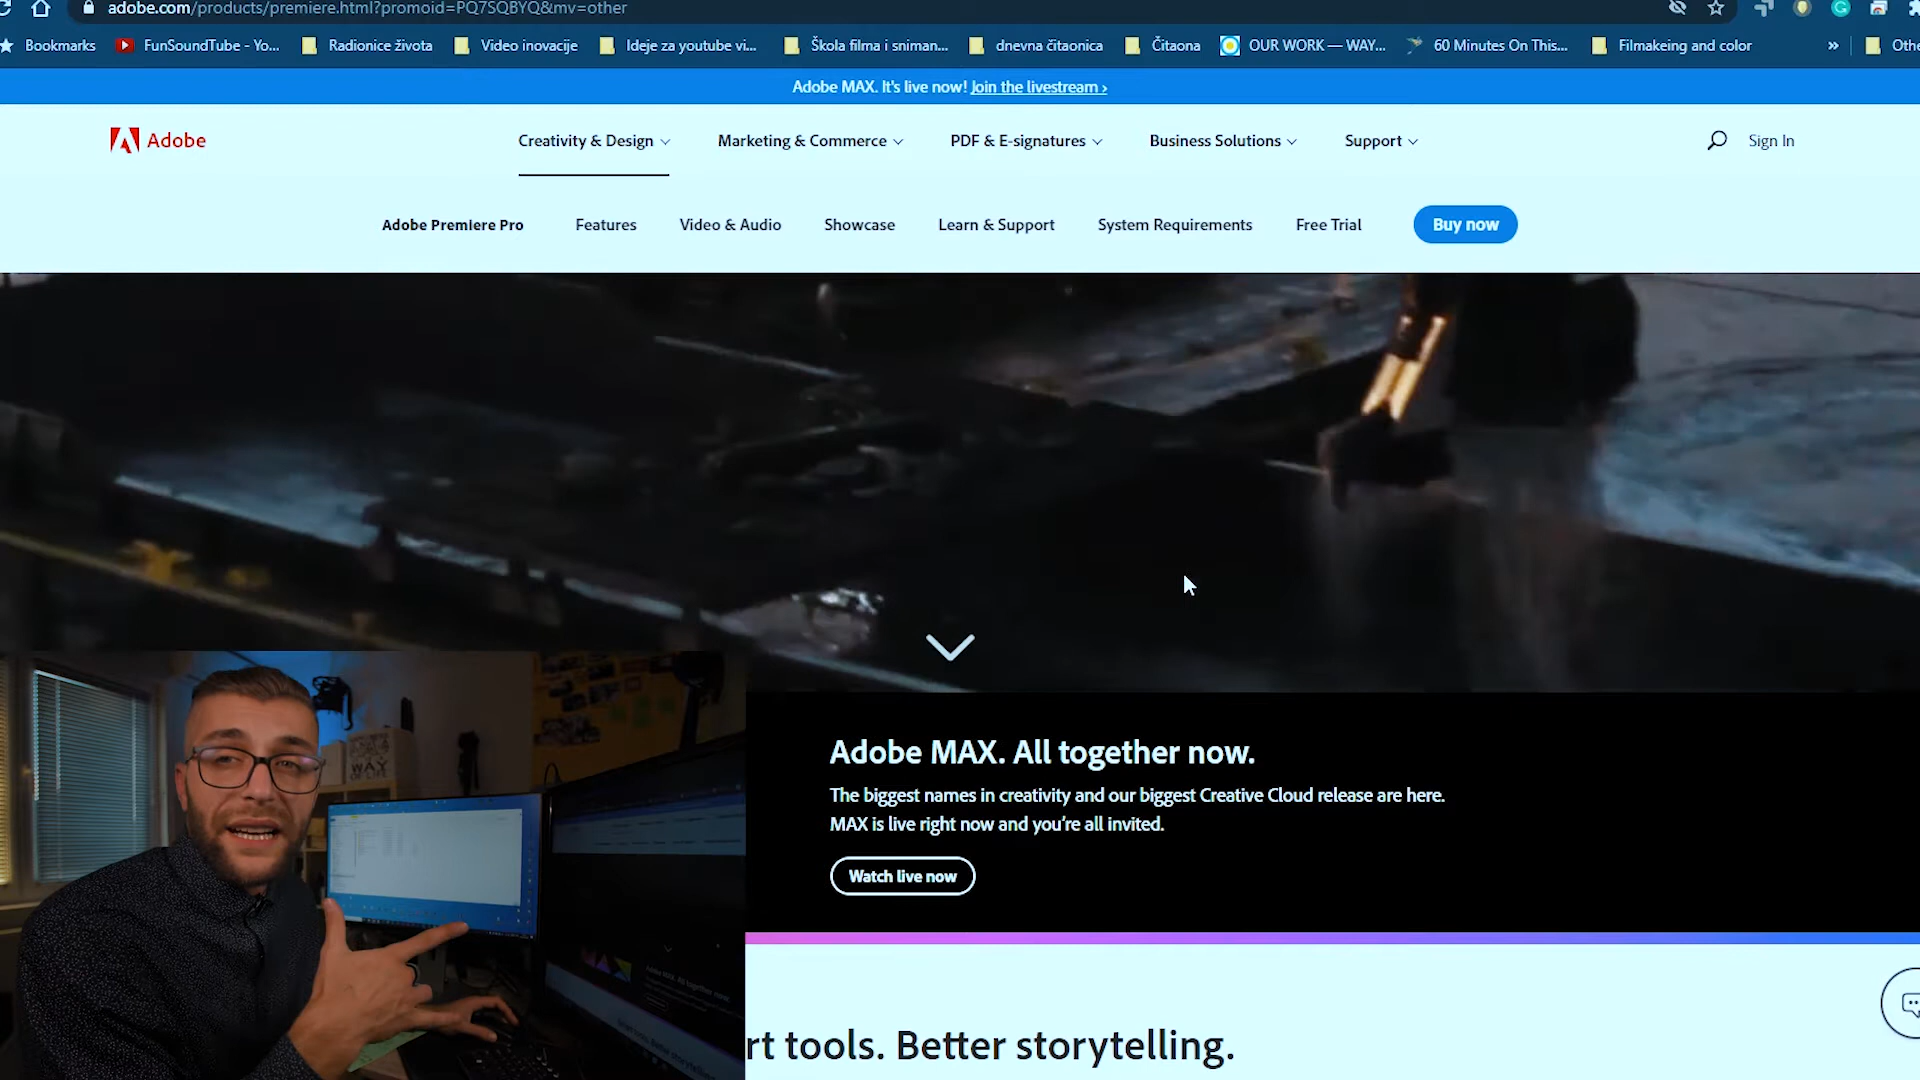 adobe.com/products/premiere.html?promoid=PQ7SQBYQ&mv=other
Bookmarks
FunSoundTube - Yo...
Radionice života
Video inovacije
Ideje za youtube vi...
Škola filma i sniman...
dnevna čitaonica
Čitaona
OUR WORK — WAY...
60 Minutes On This...
Filmakeing and color
»
Othe
Adobe MAX. It's live now! Join the livestream ›
Adobe
Creativity & Design
Marketing & Commerce
PDF & E-signatures
Business Solutions
Support
Sign In
Adobe Premiere Pro
Features
Video & Audio
Showcase
Learn & Support
System Requirements
Free Trial
Buy now
Adobe MAX. All together now.
The biggest names in creativity and our biggest Creative Cloud release are here.
MAX is live right now and you're all invited.
Watch live now
rt tools. Better storytelling.
WAY
OF LIFE